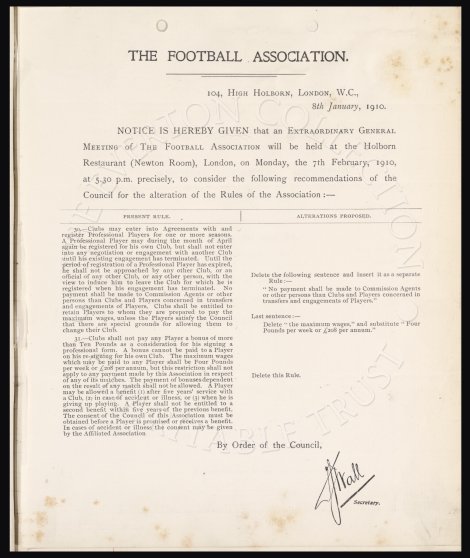 THE FOOTBALL ASSOCIATION.
104, HIGH HOLBORN, LONDON, W.C.,
8th January, 1910.
NOTICE IS HEREBY GIVEN that an EXTRAORDINARY GENERAL
MEETING OF THE FOOTBALL ASSOCIATION will be held at the Holborn
Restaurant (Newton Room), London, on Monday, the 7th February, 1910,
at 5.30 p.m. precisely, to consider the following recommendations of the
Council for the alteration of the Rules of the Association:—
PRESENT RULE.
30.—Clubs may enter into Agreements with and
register Professional Players for one or more seasons.
A Professional Player may during the month of April
again be registered for his own Club, but shall not enter
into any negotiation or engagement with another Club
until his existing engagement has terminated. Until the
period of registration of a Professional Player has expired,
he shall not be approached by any other Club, or an
official of any other Club, or any other person, with the
view to induce him to leave the Club for which he is
registered when his engagement has terminated. No
payment shall be made to Commission Agents or other
persons than Clubs and Players concerned in transfers
and engagements of Players. Clubs shall be entitled to
retain Players to whom they are prepared to pay the
maximum wages, unless the Players satisfy the Council
that there are special grounds for allowing them to
change their Club.
31.—Clubs shall not pay any Player a bonus of more
than Ten Pounds as a consideration for his signing a
professional form. A bonus cannot be paid to a Player
on his re-signing for his own Club. The maximum wages
which may be paid to any Player shall be Four Pounds
per week or £208 per annum, but this restriction shall not
apply to any payment made by this Association in respect
of any of its matches. The payment of bonuses dependent
on the result of any match shall not be allowed. A Player
may be allowed a benefit (1) after five years' service with
a Club, (2) in case of accident or illness, or (3) when he is
giving up playing. A Player shall not be entitled to a
second benefit within five years of the previous benefit.
The consent of the Council of this Association must be
obtained before a Player is promised or receives a benefit.
In cases of accident or illness the consent may be given
by the Affiliated Association.
ALTERATIONS PROPOSED.
Delete the following sentence and insert it as a separate
Rule:—
"No payment shall be made to Commission Agents
or other persons than Clubs and Players concerned in
transfers and engagements of Players."
Last sentence:—
Delete "the maximum wages," and substitute "Four
Pounds per week or £208 per annum."
Delete this Rule.
By Order of the Council,
FJWall
Secretary.
EVERTON COLLECTION
CHARITABLE TRUST